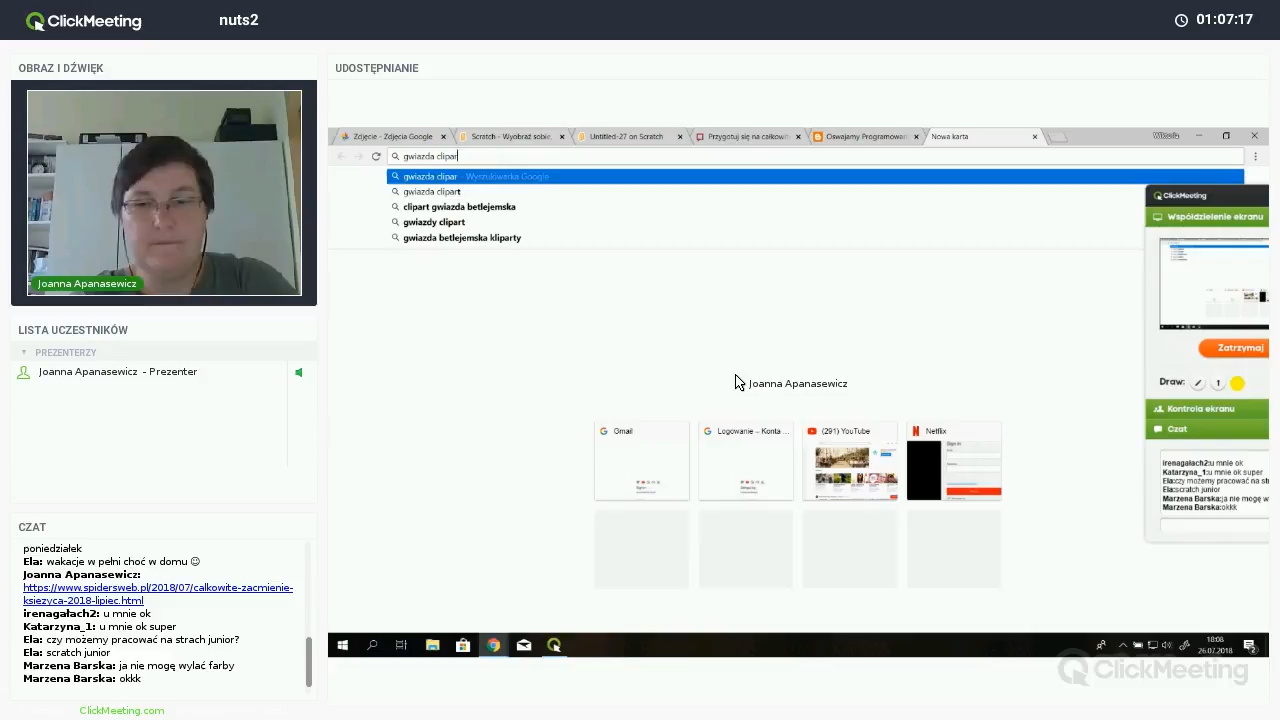 ClickMeeting
nuts2
01:07:17
OBRAZ I DŹWIĘK
Joanna Apanasewicz
LISTA UCZESTNIKÓW
PREZENTERZY
Joanna Apanasewicz - Prezenter
CZAT
poniedziałek
Ela: wakacje w pełni choć w domu ☺
Joanna Apanasewicz:
https://www.spidersweb.pl/2018/07/calkowite-zacmienie-
ksiezyca-2018-lipiec.html
irenagałach2: u mnie ok
Katarzyna_1: u mnie ok super
Ela: czy możemy pracować na strach junior?
Ela: scratch junior
Marzena Barska: ja nie mogę wylać farby
Marzena Barska: okkk
ClickMeeting.com
UDOSTĘPNIANIE
Zdjęcie - Zdjęcia Google
Scratch - Wyobraź sobie,
Untitled-27 on Scratch
Przygotuj się na całkowit
Oswajamy Programowan
Nowa karta
gwiazda clipar
gwiazda clipar - Wyszukiwarka Google
gwiazda clipart
clipart gwiazda betlejemska
gwiazdy clipart
gwiazda betlejemska kliparty
Joanna Apanasewicz
Gmail
Logowanie – Konta ...
(291) YouTube
Netflix
ClickMeeting
Współdzielenie ekranu
Zatrzymaj
Draw:
Kontrola ekranu
Czat
irenagałach2:u mnie ok
Katarzyna_1:u mnie ok super
Ela:czy możemy pracować na st
Ela:scratch junior
Marzena Barska:ja nie mogę w
Marzena Barska:okkk
18:08
26.07.2018
ClickMeeting